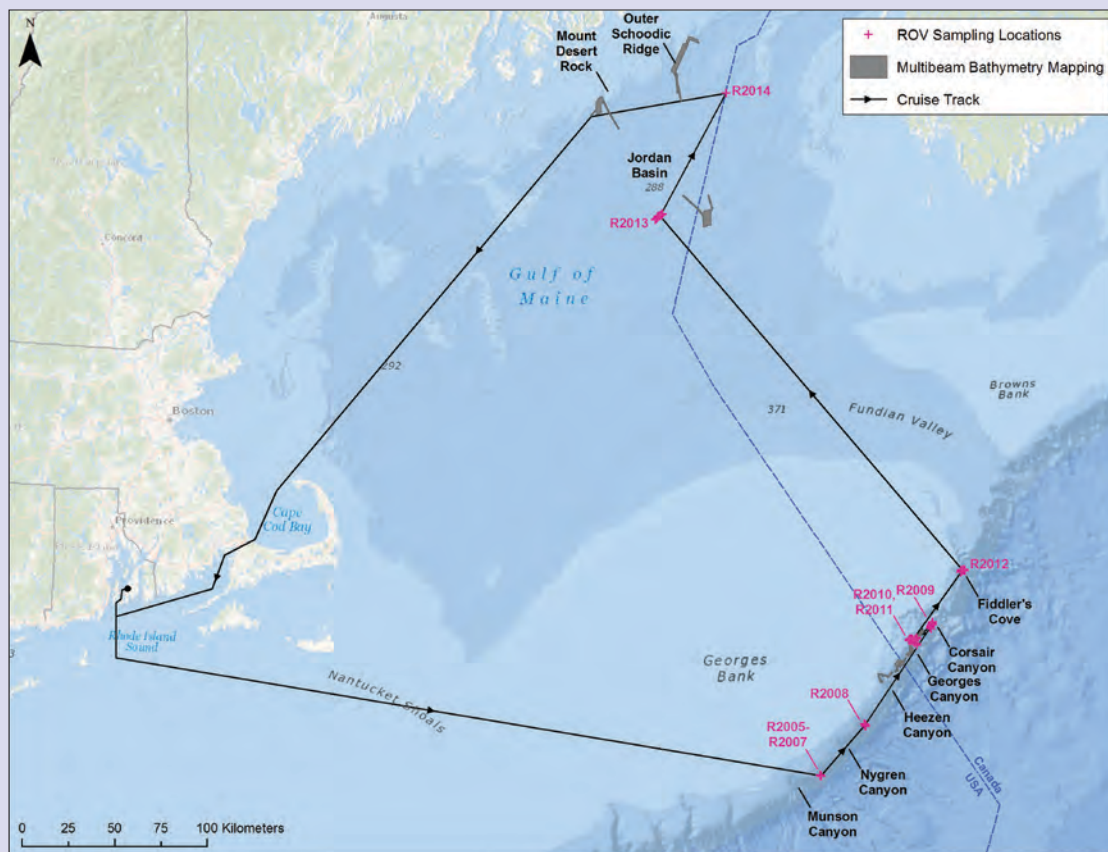 N
Augusta
Outer
Schoodic
Ridge
Mount
Desert
Rock
ROV Sampling Locations
Multibeam Bathymetry Mapping
Cruise Track
R2014
Jordan
Basin
288
R2013
Concord
Gulf of
Maine
292
371
Browns
Bank
Fundian Valley
Boston
Cape
Cod Bay
Providence
Rhode Island
Sound
3
Nantucket Shoals
Georges
Bank
R2012
Fiddler's
Cove
R2009
R2010,
R2011
Corsair
Canyon
Georges
Canyon
R2008
Heezen
Canyon
R2005-
R2007
Nygren
Canyon
Munson
Canyon
Canada
USA
0 25 50 100 Kilometers